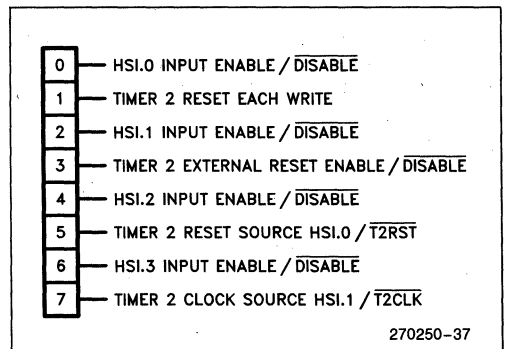 0 HSI.0 INPUT ENABLE / DISABLE
1 TIMER 2 RESET EACH WRITE
2 HSI.1 INPUT ENABLE / DISABLE
3 TIMER 2 EXTERNAL RESET ENABLE / DISABLE
4 HSI.2 INPUT ENABLE / DISABLE
5 TIMER 2 RESET SOURCE HSI.0 / T2RST
6 HSI.3 INPUT ENABLE / DISABLE
7 TIMER 2 CLOCK SOURCE HSI.1 / T2CLK
270250-37